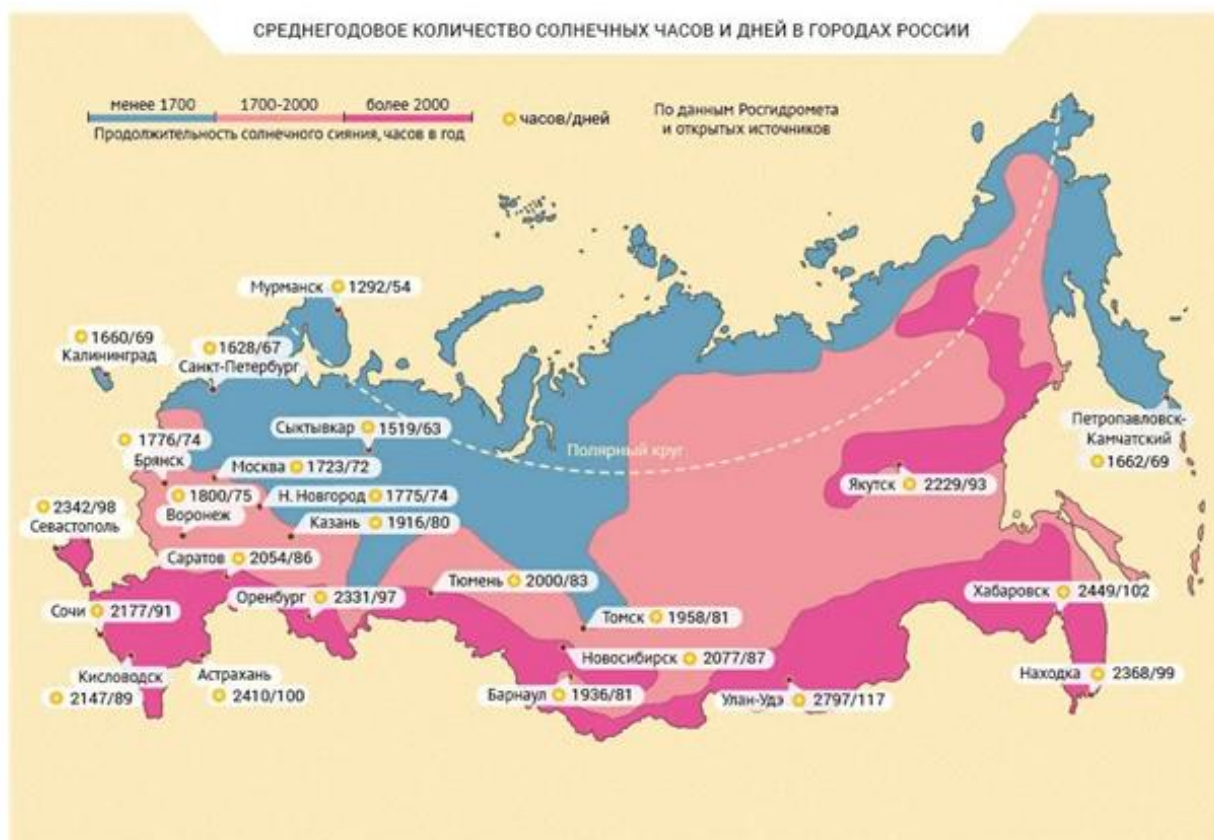 СРЕДНЕГОДОВОЕ КОЛИЧЕСТВО СОЛНЕЧНЫХ ЧАСОВ И ДНЕЙ В ГОРОДАХ РОССИИ
менее 1700 1700-2000 более 2000
Продолжительность солнечного сияния, часов в год
часов/дней
По данным Росгидромета
и открытых источников
Мурманск 1292/54
1660/69
Калининград
1628/67
Санкт-Петербург
Сыктывкар 1519/63
1776/74
Брянск
Москва 1723/72
Полярный круг
Петропавловск-
Камчатский
1662/69
1800/75
Воронеж
Н. Новгород 1775/74
Якутск 2229/93
2342/98
Севастополь
Казань 1916/80
Саратов 2054/86
Тюмень 2000/83
Оренбург 2331/97
Хабаровск 2449/102
Сочи 2177/91
Томск 1958/81
Новосибирск 2077/87
Кисловодск
2147/89
Астрахань
2410/100
Барнаул 1936/81
Улан-Удэ 2797/117
Находка 2368/99